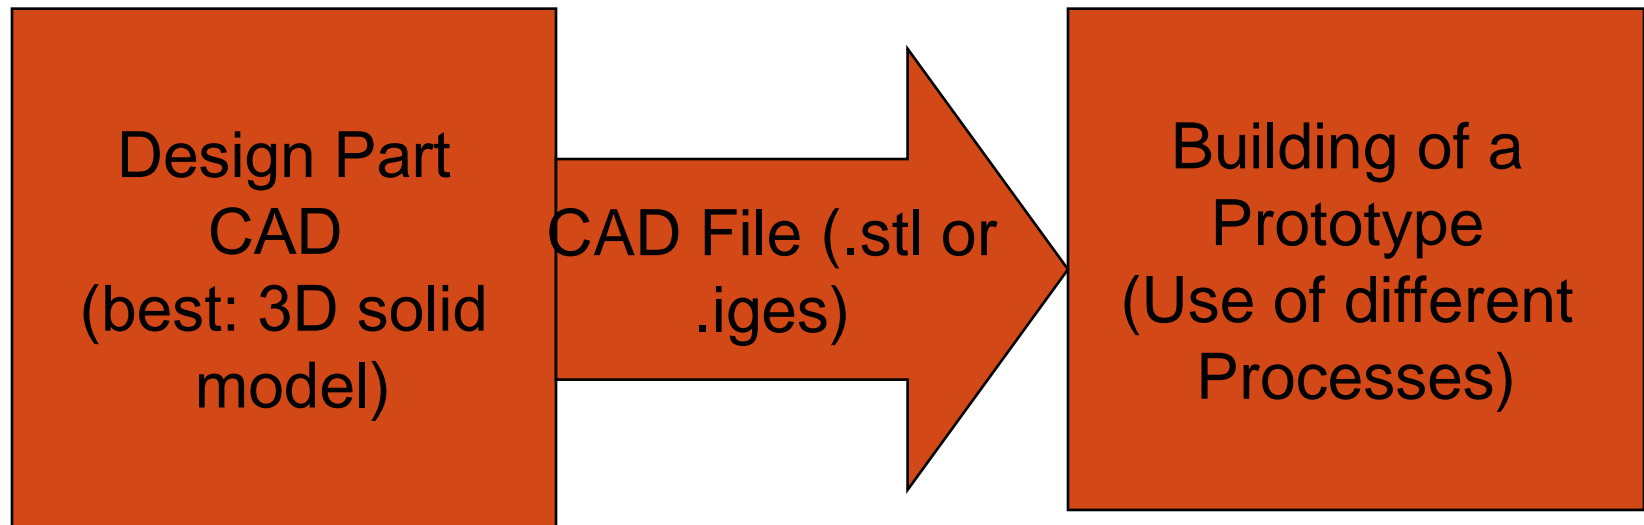 Design Part
CAD
(best: 3D solid
model)
CAD File (.stl or
.iges)
Building of a
Prototype
(Use of different
Processes)